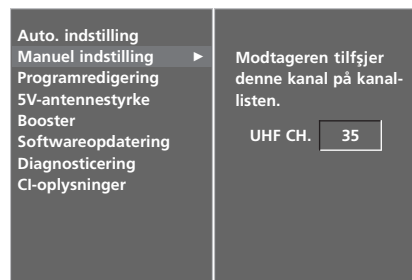 Auto. indstilling
Manuel indstilling ▶
Programredigering
5V-antennestyrke
Booster
Softwareopdatering
Diagnosticering
CI-oplysninger
Modtageren tilfşjer
denne kanal på kanal-
listen.
UHF CH. 35